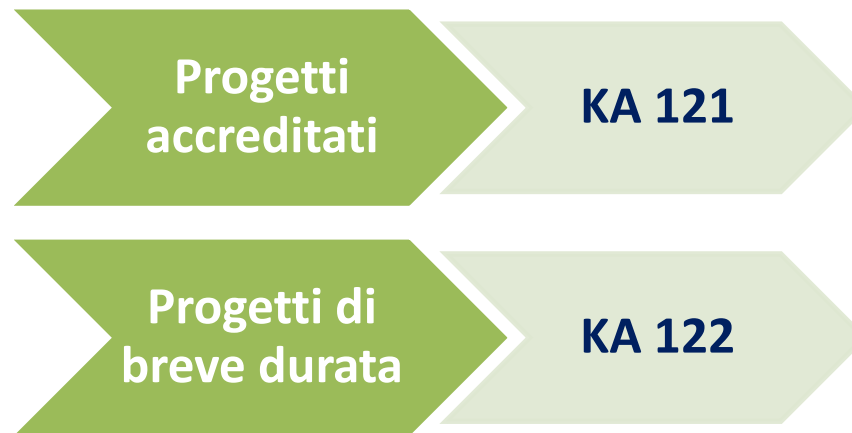 Progetti
accreditati
KA 121
Progetti di
breve durata
KA 122